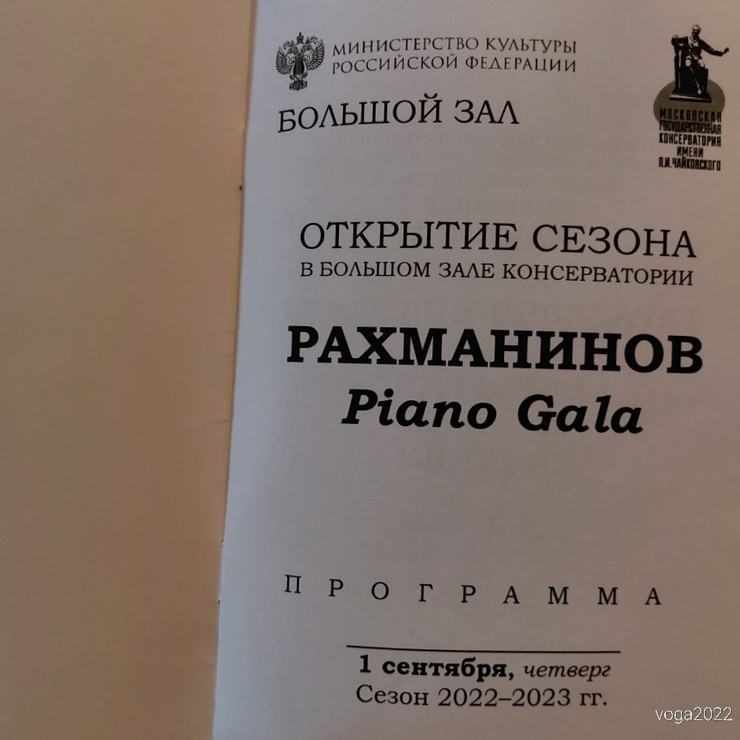 МИНИСТЕРСТВО КУЛЬТУРЫ
РОССИЙСКОЙ ФЕДЕРАЦИИ
БОЛЬШОЙ ЗАЛ
МОСКОВСКАЯ
ГОСУДАРСТВЕННАЯ
КОНСЕРВАТОРИЯ
ИМЕНИ
П.И. ЧАЙКОВСКОГО
ОТКРЫТИЕ СЕЗОНА
В БОЛЬШОМ ЗАЛЕ КОНСЕРВАТОРИИ
РАХМАНИНОВ
Piano Gala
ПРОГРАММА
1 сентября, четверг
Сезон 2022–2023 гг.
voga2022